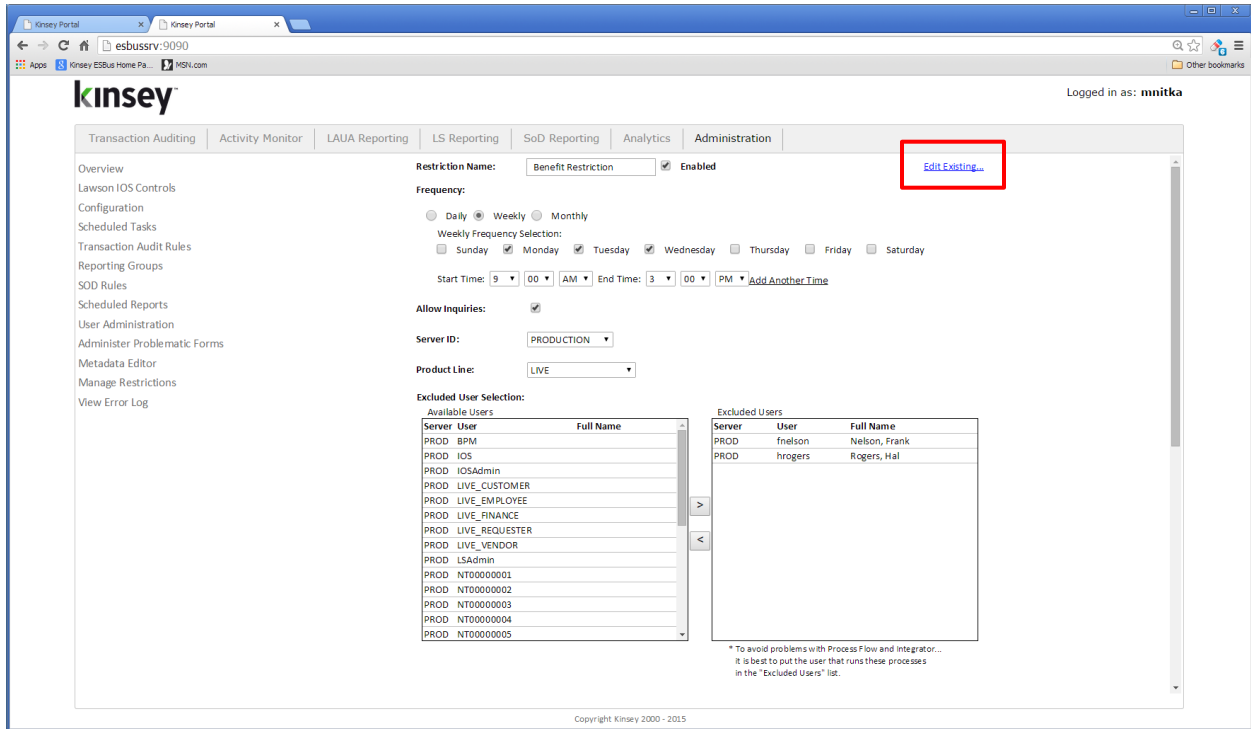 Kinsey Portal × Kinsey Portal ×
esbussrv:9090
Apps Kinsey ESBus Home Pa... MSN.com Other bookmarks
kinsey
Logged in as: mnitka
Transaction Auditing Activity Monitor LAUA Reporting LS Reporting SoD Reporting Analytics Administration
Overview
Lawson IOS Controls
Configuration
Scheduled Tasks
Transaction Audit Rules
Reporting Groups
SOD Rules
Scheduled Reports
User Administration
Administer Problematic Forms
Metadata Editor
Manage Restrictions
View Error Log
Restriction Name: Benefit Restriction Enabled Edit Existing...
Frequency:
Daily Weekly Monthly
Weekly Frequency Selection:
Sunday Monday Tuesday Wednesday Thursday Friday Saturday
Start Time: 9 00 AM End Time: 3 00 PM Add Another Time
Allow Inquiries:
Server ID: PRODUCTION
Product Line: LIVE
Excluded User Selection:
Available Users
Server User Full Name
PROD BPM
PROD IOS
PROD IOSAdmin
PROD LIVE_CUSTOMER
PROD LIVE_EMPLOYEE
PROD LIVE_FINANCE
PROD LIVE_REQUESTER
PROD LIVE_VENDOR
PROD LSAdmin
PROD NT00000001
PROD NT00000002
PROD NT00000003
PROD NT00000004
PROD NT00000005
>
<
Excluded Users
Server User Full Name
PROD fnelson Nelson, Frank
PROD hrogers Rogers, Hal
* To avoid problems with Process Flow and Integrator...
it is best to put the user that runs these processes
in the "Excluded Users" list.
Copyright Kinsey 2000 - 2015